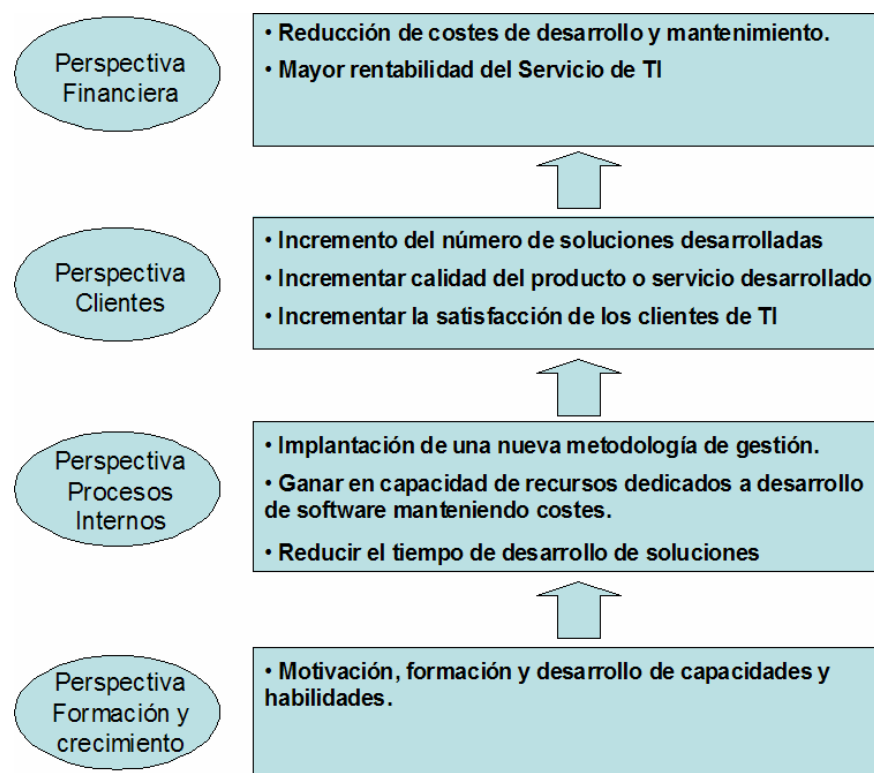 Perspectiva
Financiera
• Reducción de costes de desarrollo y mantenimiento.
• Mayor rentabilidad del Servicio de TI
Perspectiva
Clientes
• Incremento del número de soluciones desarrolladas
• Incrementar calidad del producto o servicio desarrollado
• Incrementar la satisfacción de los clientes de TI
Perspectiva
Procesos
Internos
• Implantación de una nueva metodología de gestión.
• Ganar en capacidad de recursos dedicados a desarrollo
de software manteniendo costes.
• Reducir el tiempo de desarrollo de soluciones
Perspectiva
Formación y
crecimiento
• Motivación, formación y desarrollo de capacidades y
habilidades.